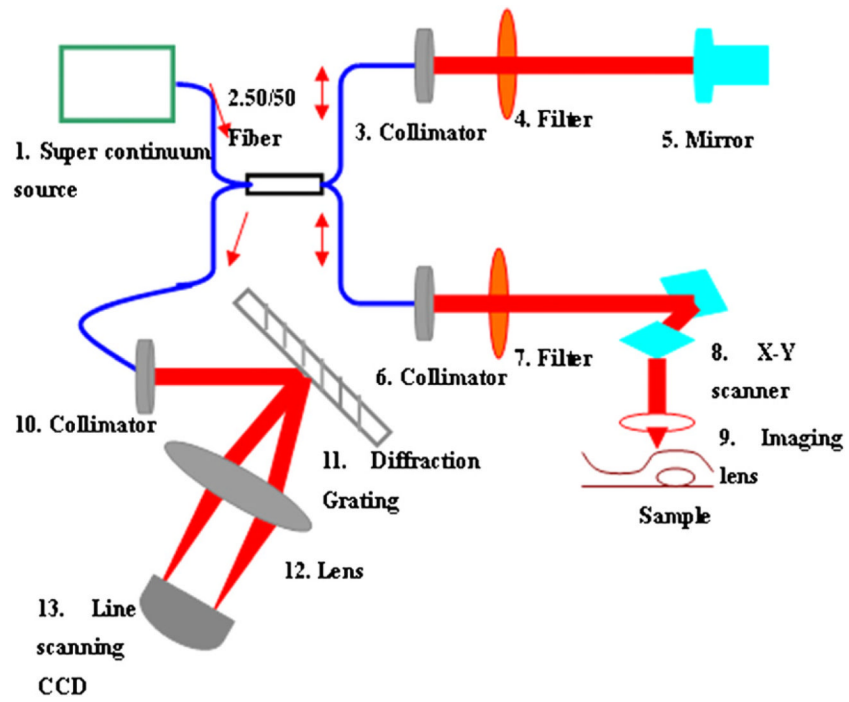 2.50/50
Fiber
1. Super continuum
source
3. Collimator
4. Filter
5. Mirror
6. Collimator
7. Filter
8. X-Y
scanner
9. Imaging
lens
Sample
10. Collimator
11. Diffraction
Grating
12. Lens
13. Line
scanning
CCD